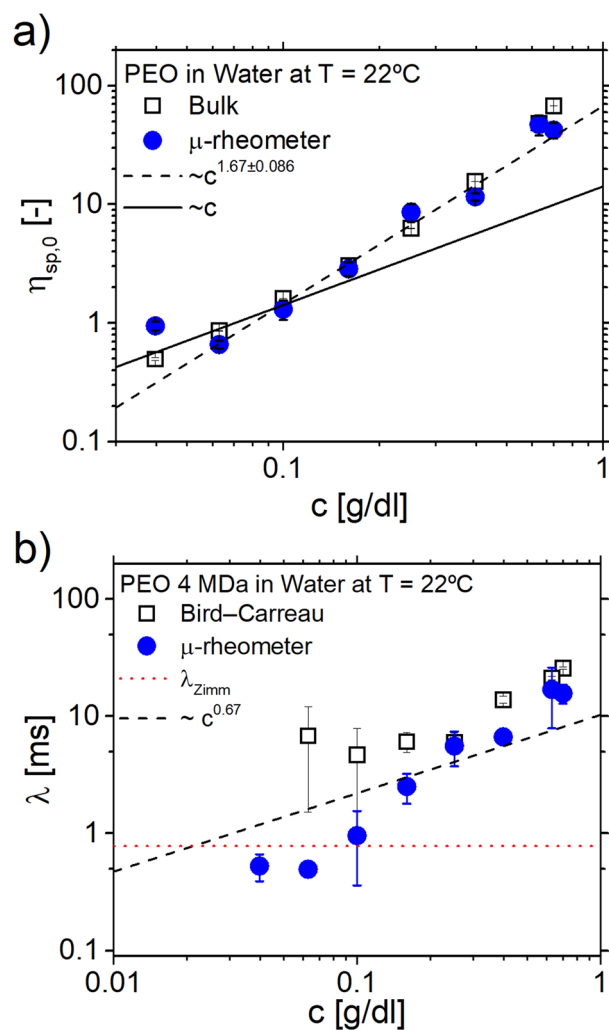 a)
PEO in Water at T = 22ºC
Bulk
μ-rheometer
~c^1.67±0.086
~c
100
10
1
0.1
η_sp,0 [-]
0.1
1
c [g/dl]
b)
PEO 4 MDa in Water at T = 22ºC
Bird–Carreau
μ-rheometer
λ_Zimm
~ c^0.67
100
10
1
0.1
λ [ms]
0.01
0.1
1
c [g/dl]